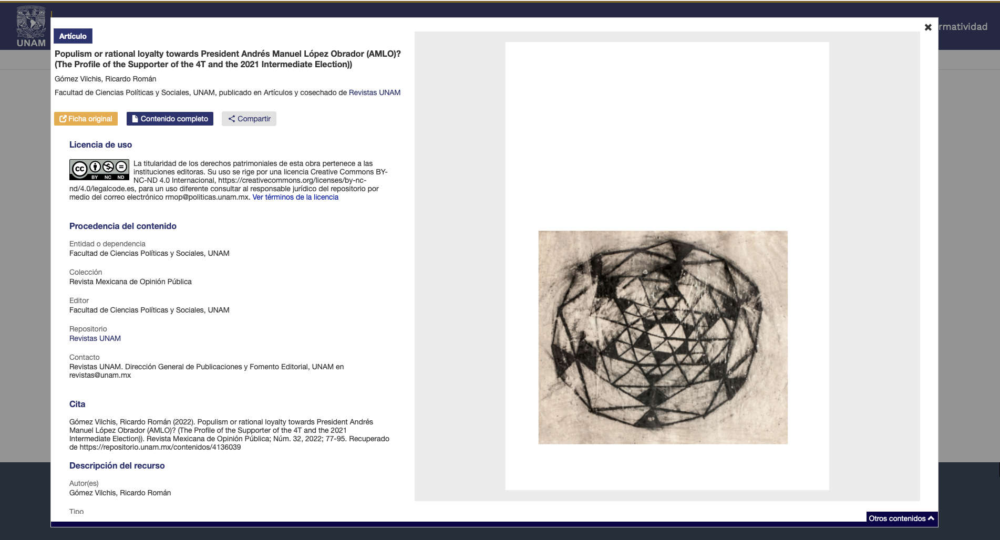 UNAM
rmatividad
Artículo
Populism or rational loyalty towards President Andrés Manuel López Obrador (AMLO)?
(The Profile of the Supporter of the 4T and the 2021 Intermediate Election))
Gómez Vilchis, Ricardo Román
Facultad de Ciencias Políticas y Sociales, UNAM, publicado en Artículos y cosechado de Revistas UNAM
Ficha original
Contenido completo
Compartir
Licencia de uso
CC BY NC ND
La titularidad de los derechos patrimoniales de esta obra pertenece a las
instituciones editoras. Su uso se rige por una licencia Creative Commons BY-
NC-ND 4.0 Internacional, https://creativecommons.org/licenses/by-nc-
nd/4.0/legalcode.es, para un uso diferente consultar al responsable jurídico del repositorio por
medio del correo electrónico rmop@politicas.unam.mx. Ver términos de la licencia
Procedencia del contenido
Entidad o dependencia
Facultad de Ciencias Políticas y Sociales, UNAM
Colección
Revista Mexicana de Opinión Pública
Editor
Facultad de Ciencias Políticas y Sociales, UNAM
Repositorio
Revistas UNAM
Contacto
Revistas UNAM. Dirección General de Publicaciones y Fomento Editorial, UNAM en
revistas@unam.mx
Cita
Gómez Vilchis, Ricardo Román (2022). Populism or rational loyalty towards President Andrés
Manuel López Obrador (AMLO)? (The Profile of the Supporter of the 4T and the 2021
Intermediate Election)). Revista Mexicana de Opinión Pública; Núm. 32, 2022; 77-95. Recuperado
de https://repositorio.unam.mx/contenidos/4136039
Descripción del recurso
Autor(es)
Gómez Vilchis, Ricardo Román
Tipo
Otros contenidos